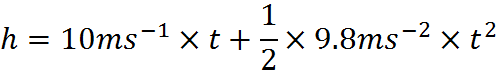 h = 10ms⁻¹ × t + 1/2 × 9.8ms⁻² × t²